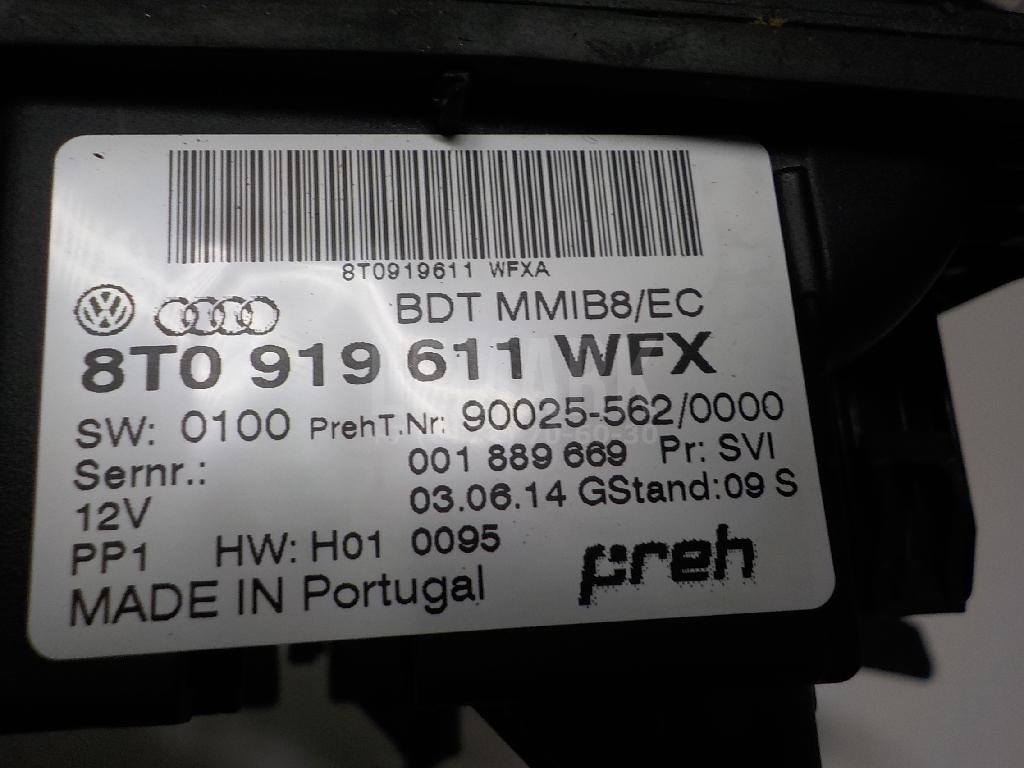 8T0919611 WFXA
BDT MMIB8/EC
8T0 919 611 WFX
SW: 0100 PrehT.Nr: 90025-562/0000
Sernr.: 001 889 669 Pr: SVI
12V 03.06.14 GStand:09 S
PP1 HW: H01 0095
preh
MADE IN Portugal